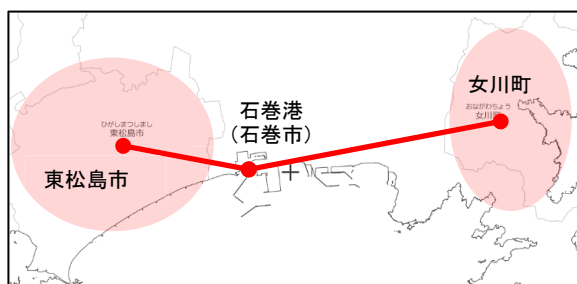 女川町
おながわちょう
女川町
石巻港
（石巻市）
ひがしまつしまし
東松島市
東松島市